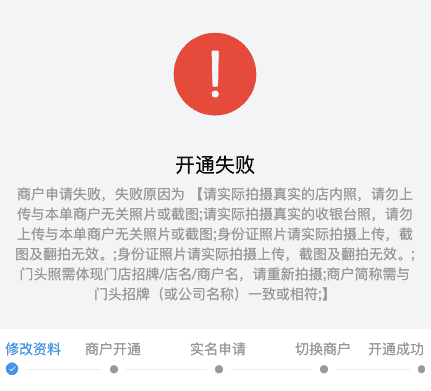 开通失败
商户申请失败，失败原因为 【请实际拍摄真实的店内照，请勿上
传与本单商户无关照片或截图;请实际拍摄真实的收银台照，请勿
上传与本单商户无关照片或截图;身份证照片请实际拍摄上传，截
图及翻拍无效。;身份证照片请实际拍摄上传，截图及翻拍无效。;
门头照需体现门店招牌/店名/商户名，请重新拍摄;商户简称需与
门头招牌（或公司名称）一致或相符;】
修改资料 商户开通 实名申请 切换商户 开通成功